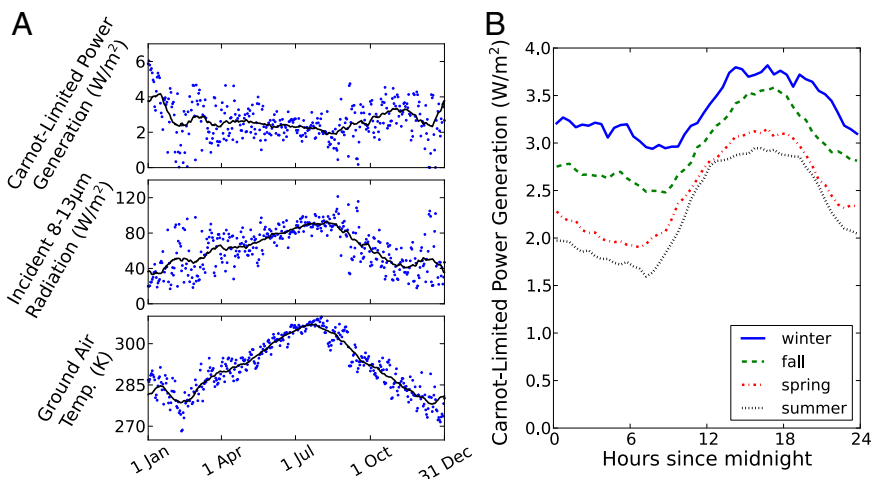 A
Carnot-Limited Power
Generation (W/m²)
6
4
2
0
Incident 8-13μm
Radiation (W/m²)
120
80
40
0
Ground Air
Temp. (K)
300
285
270
1 Jan
1 Apr
1 Jul
1 Oct
31 Dec
B
Carnot-Limited Power Generation (W/m²)
4.0
3.5
3.0
2.5
2.0
1.5
1.0
0.5
0.0
0
6
12
18
24
Hours since midnight
winter
fall
spring
summer